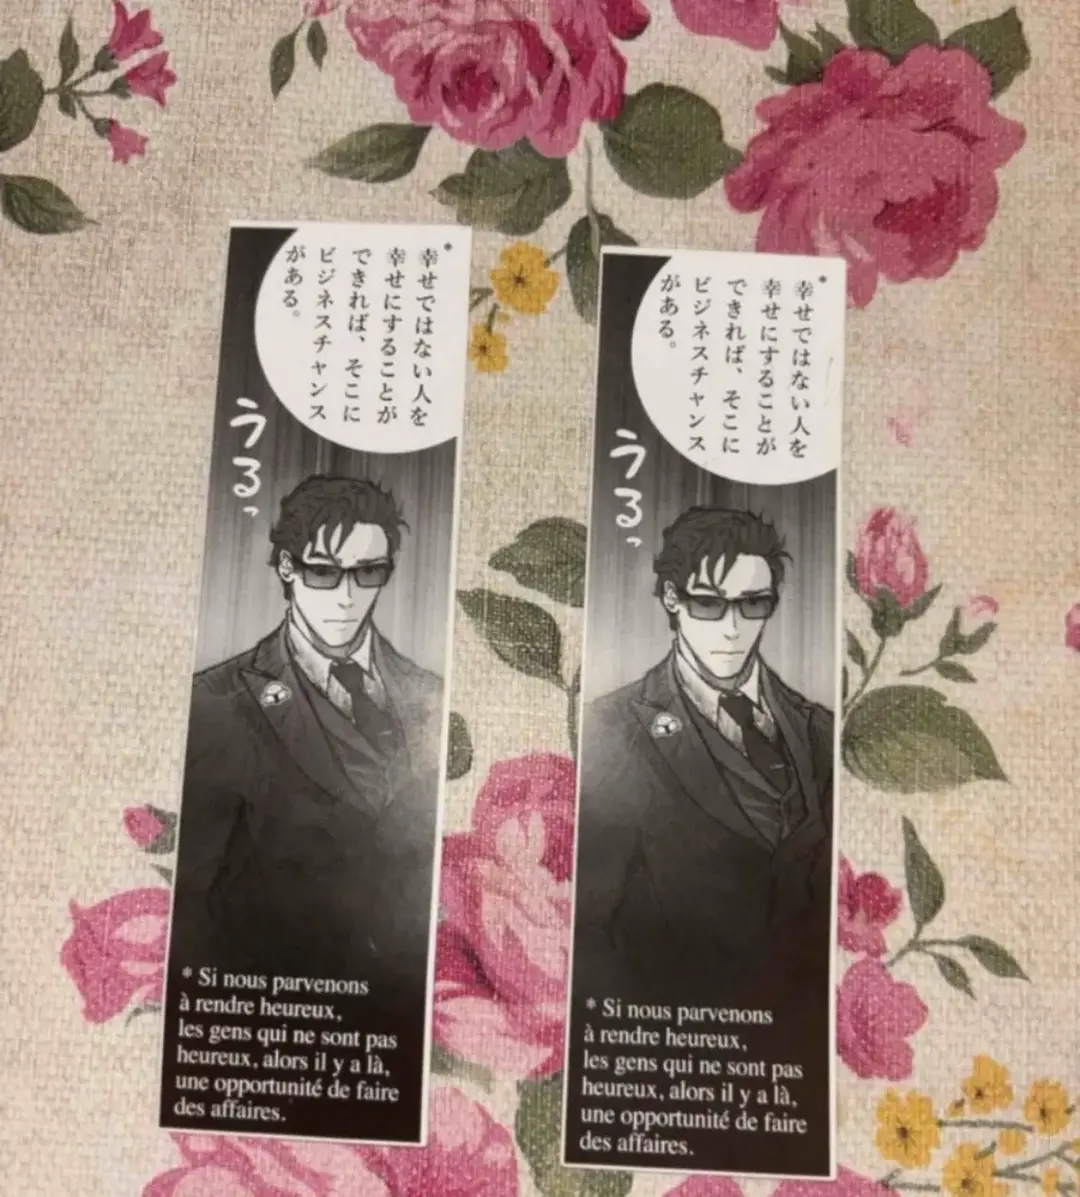 *
幸せではない人を
幸せにすることが
できれば、そこに
ビジネスチャンス
がある。
うるっ
* Si nous parvenons
à rendre heureux,
les gens qui ne sont pas
heureux, alors il y a là,
une opportunité de faire
des affaires.
*
幸せではない人を
幸せにすることが
できれば、そこに
ビジネスチャンス
がある。
うるっ
* Si nous parvenons
à rendre heureux,
les gens qui ne sont pas
heureux, alors il y a là,
une opportunité de faire
des affaires.